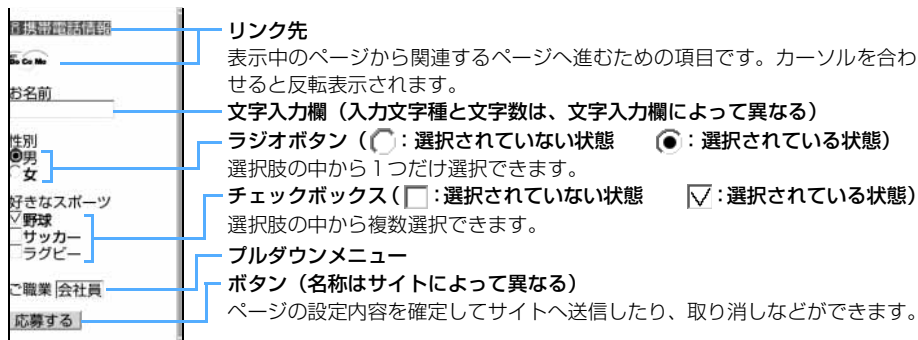 携帯電話情報
リンク先
Do Co Mo
表示中のページから関連するページへ進むための項目です。カーソルを合わ
せると反転表示されます。
お名前
文字入力欄（入力文字種と文字数は、文字入力欄によって異なる）
性別
ラジオボタン（ ：選択されていない状態 ：選択されている状態）
男
選択肢の中から１つだけ選択できます。
女
好きなスポーツ
チェックボックス（ ：選択されていない状態 ：選択されている状態）
野球
選択肢の中から複数選択できます。
サッカー
ラグビー
プルダウンメニュー
ボタン（名称はサイトによって異なる）
ご職業 会社員
ページの設定内容を確定してサイトへ送信したり、取り消しなどができます。
応募する